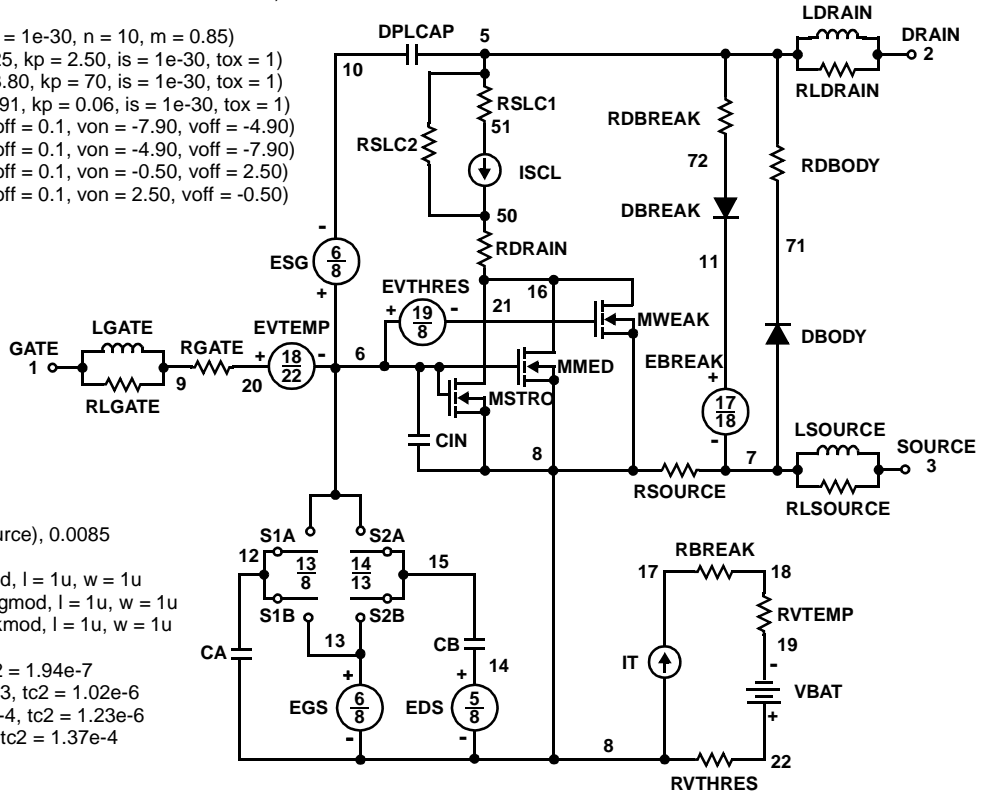 = 1e-30, n = 10, m = 0.85)
25, kp = 2.50, is = 1e-30, tox = 1)
3.80, kp = 70, is = 1e-30, tox = 1)
91, kp = 0.06, is = 1e-30, tox = 1)
off = 0.1, von = -7.90, voff = -4.90)
off = 0.1, von = -4.90, voff = -7.90)
off = 0.1, von = -0.50, voff = 2.50)
off = 0.1, von = 2.50, voff = -0.50)
DPLCAP
5
10
LDRAIN
DRAIN
2
RLDRAIN
RSLC1
51
RSLC2
ISCL
RDBREAK
72
RDBODY
DBREAK
50
RDRAIN
71
11
ESG
6
8
-
+
EVTHRES
19
8
+
-
21
16
MWEAK
LGATE
GATE
1
RLGATE
9
RGATE
20
EVTEMP
+
18
22
-
6
MMED
MSTRO
EBREAK
+
17
18
-
DBODY
CIN
8
RSOURCE
7
LSOURCE
SOURCE
3
RLSOURCE
urce), 0.0085
d, l = 1u, w = 1u
gmod, l = 1u, w = 1u
kmod, l = 1u, w = 1u
2 = 1.94e-7
3, tc2 = 1.02e-6
-4, tc2 = 1.23e-6
tc2 = 1.37e-4
S1A
S2A
12
13
8
14
13
15
S1B
S2B
13
CA
CB
14
+
EGS
6
8
-
+
EDS
5
8
-
8
RBREAK
17
18
RVTEMP
19
IT
-
VBAT
+
22
RVTHRES